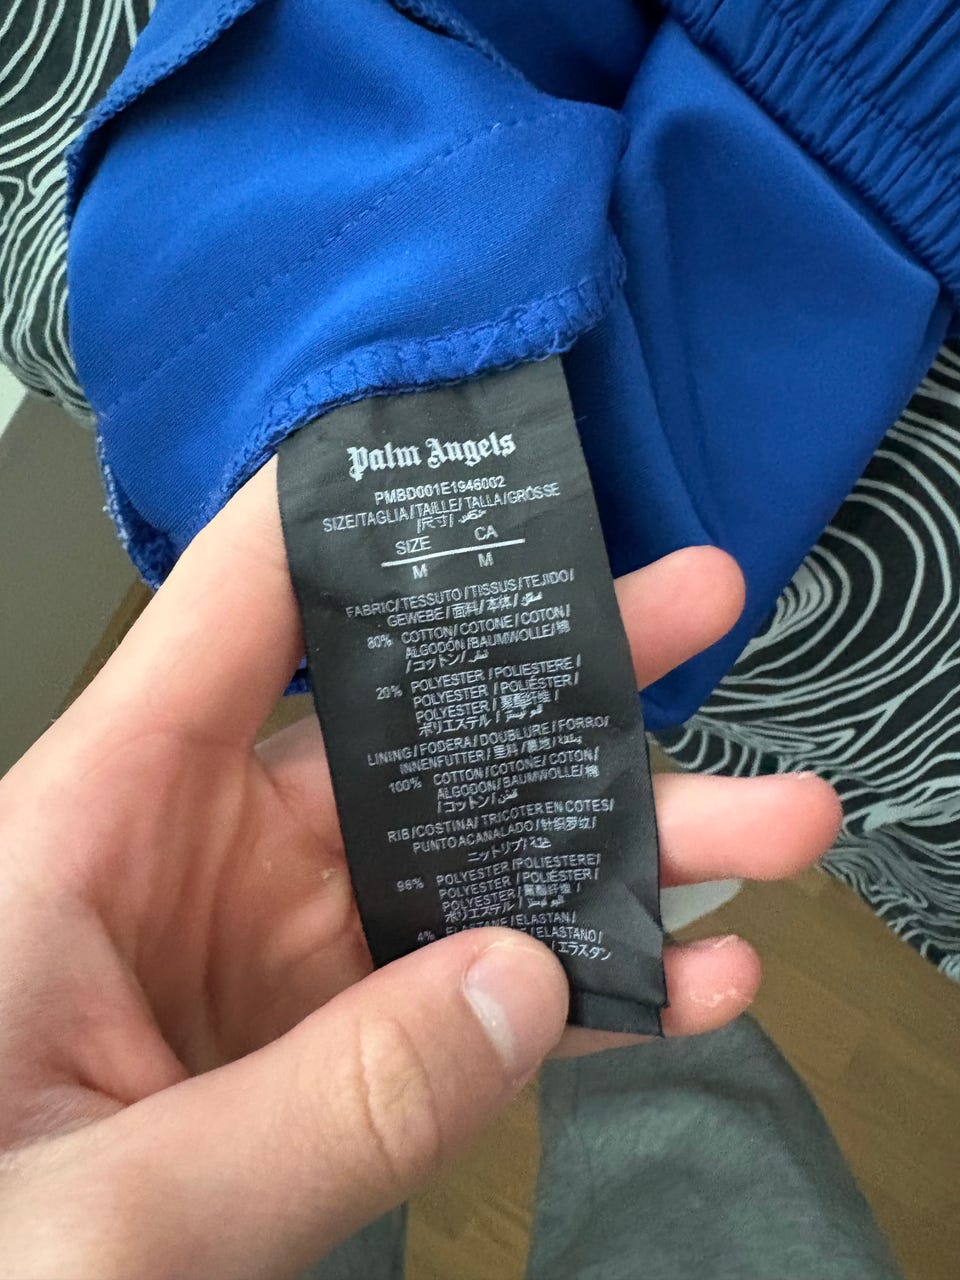 Palm Angels
PMBD001E1946002
SIZE/TAGLIA/TAILLE/TALLA/GRÖSSE
/尺寸/
SIZE CA
M M
FABRIC/TESSUTO/TISSUS/TEJIDO/
GEWEBE/面料/本体/
80% COTTON/COTONE/COTON/
ALGODÓN/BAUMWOLLE/棉
/コットン/قطن
20% POLYESTER/POLIESTERE/
POLYESTER/POLIÉSTER/
POLYESTER/聚酯纤维/
ポリエステル/
LINING/FODERA/DOUBLURE/FORRO/
INNENFUTTER/里料/裏地/
100% COTTON/COTONE/COTON/
ALGODON/BAUMWOLLE/棉
/コットン/قطن
RIB/COSTINA/TRICOTER EN COTES/
PUNTO ACANALADO/针织罗纹/
ニットリブ/
96% POLYESTER/POLIESTERE/
POLYESTER/POLIÉSTER/
POLYESTER/聚酯纤维/
ポリエステル/
4% ELASTANE/ELASTAN/
ELASTANO/
/エラスタン